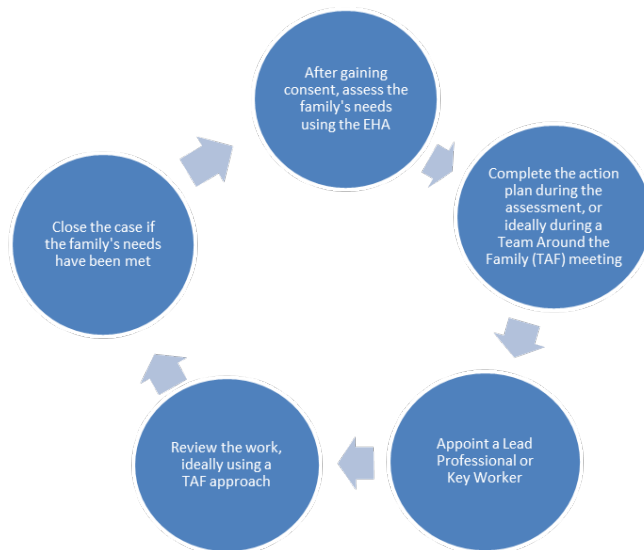 After gaining
consent, assess the
family's needs
using the EHA
Complete the action
plan during the
assessment, or
ideally during a
Team Around the
Family (TAF) meeting
Appoint a Lead
Professional or
Key Worker
Review the work,
ideally using a
TAF approach
Close the case if
the family's needs
have been met